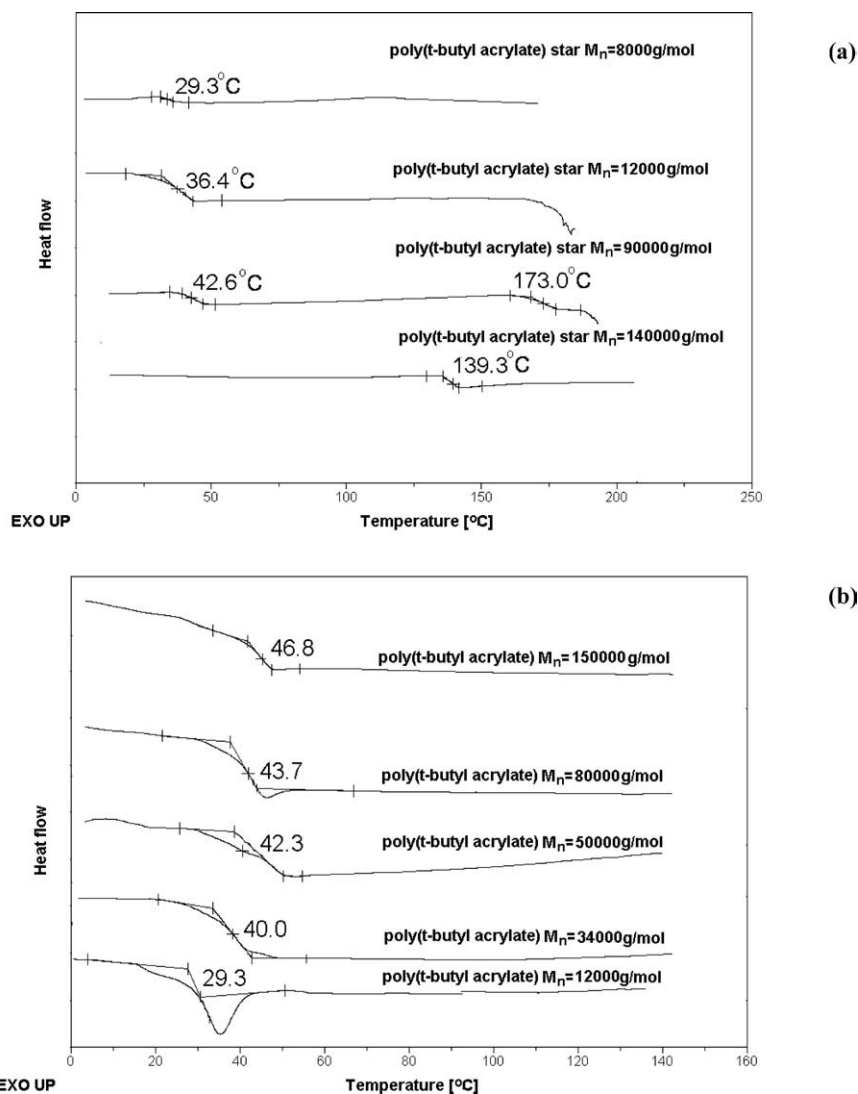 (a)
poly(t-butyl acrylate) star Mn=8000g/mol
29.3°C
poly(t-butyl acrylate) star Mn=12000g/mol
36.4°C
poly(t-butyl acrylate) star Mn=90000g/mol
42.6°C 173.0°C
poly(t-butyl acrylate) star Mn=140000g/mol
139.3°C
Heat flow
0 50 100 150 200 250
EXO UP Temperature [°C]
(b)
46.8 poly(t-butyl acrylate) Mn=150000g/mol
43.7 poly(t-butyl acrylate) Mn=80000g/mol
42.3 poly(t-butyl acrylate) Mn=50000g/mol
40.0 poly(t-butyl acrylate) Mn=34000g/mol
29.3 poly(t-butyl acrylate) Mn=12000g/mol
Heat flow
0 20 40 60 80 100 120 140 160
EXO UP Temperature [°C]